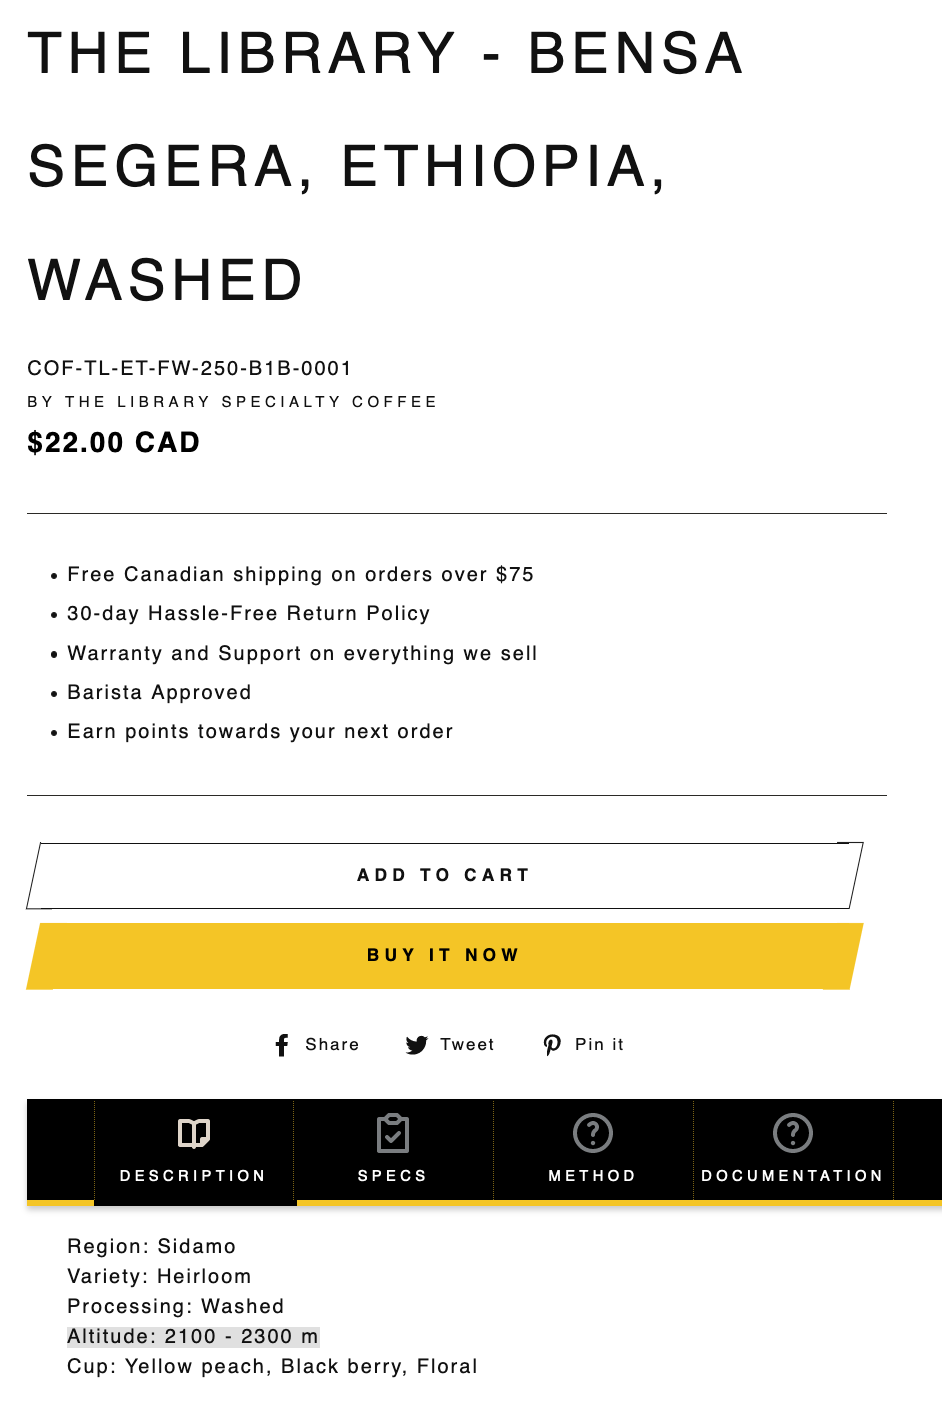 THE LIBRARY - BENSA
SEGERA, ETHIOPIA,
WASHED
COF-TL-ET-FW-250-B1B-0001
BY THE LIBRARY SPECIALTY COFFEE
$22.00 CAD
• Free Canadian shipping on orders over $75
• 30-day Hassle-Free Return Policy
• Warranty and Support on everything we sell
• Barista Approved
• Earn points towards your next order
ADD TO CART
BUY IT NOW
Share Tweet Pin it
DESCRIPTION SPECS METHOD DOCUMENTATION
Region: Sidamo
Variety: Heirloom
Processing: Washed
Altitude: 2100 - 2300 m
Cup: Yellow peach, Black berry, Floral